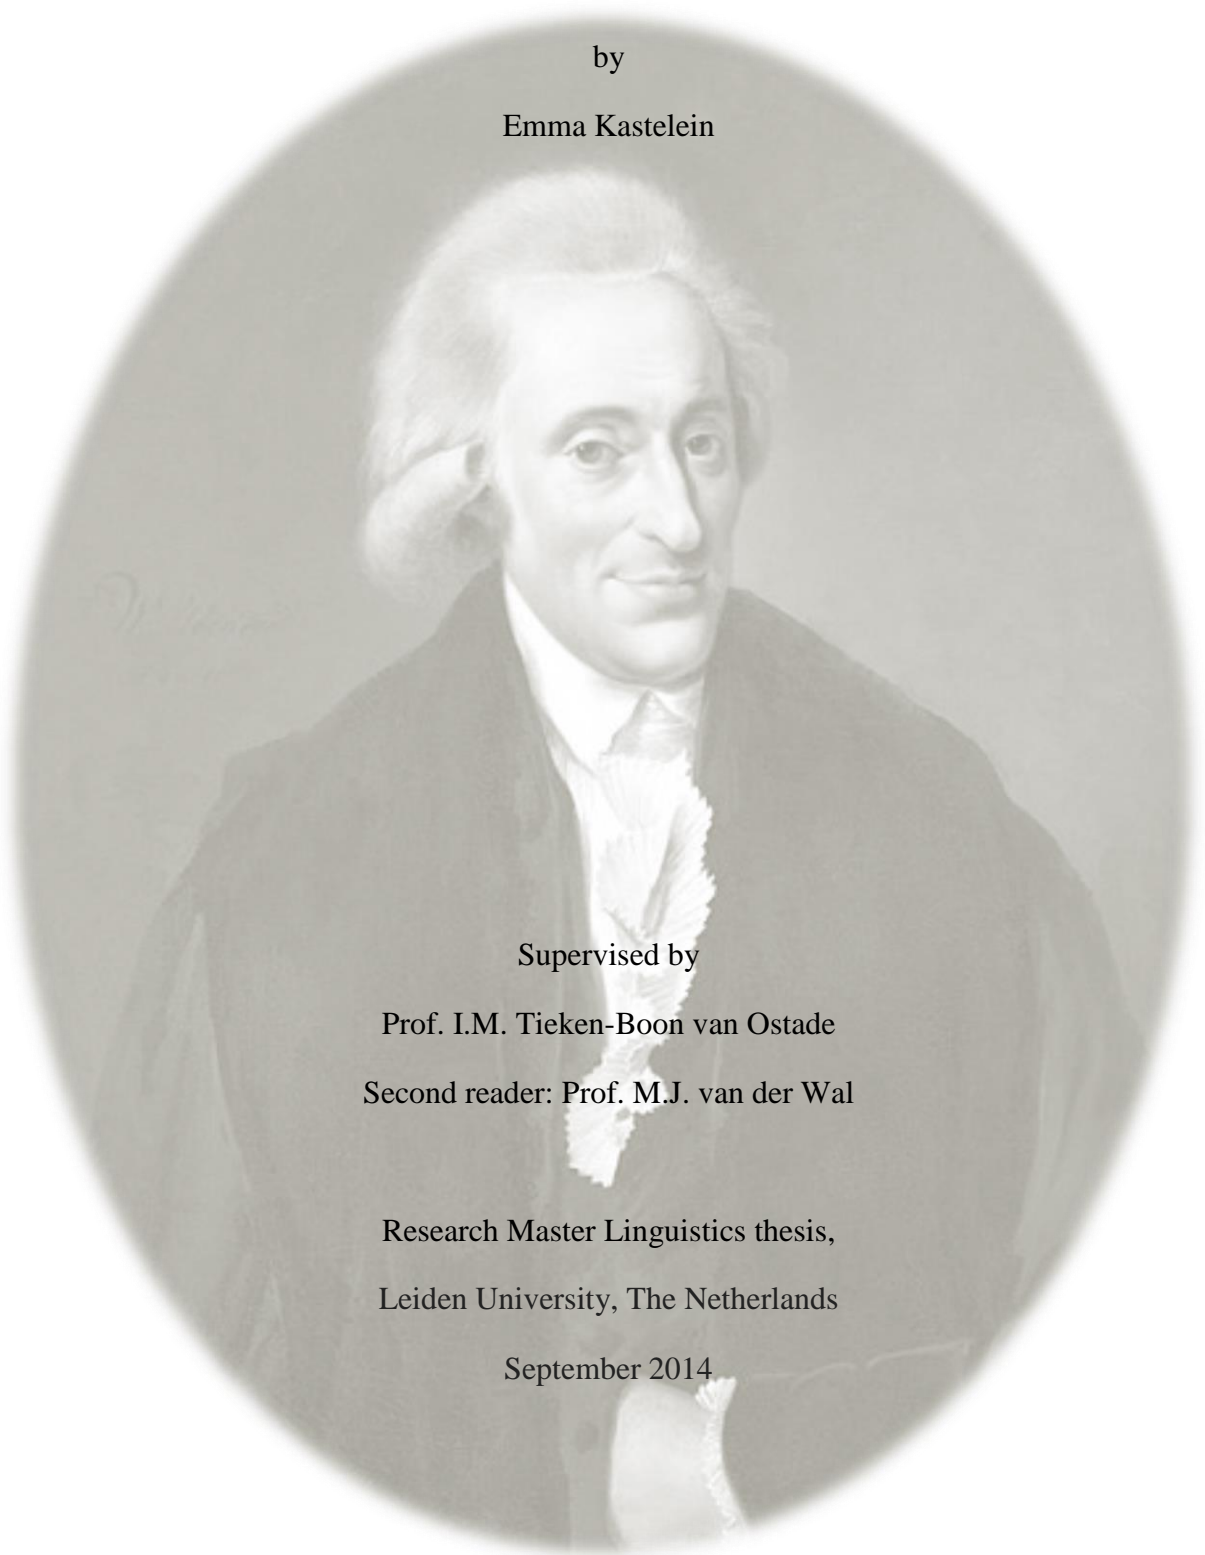 by
Emma Kastelein
Supervised by
Prof. I.M. Tieken-Boon van Ostade
Second reader: Prof. M.J. van der Wal
Research Master Linguistics thesis,
Leiden University, The Netherlands
September 2014